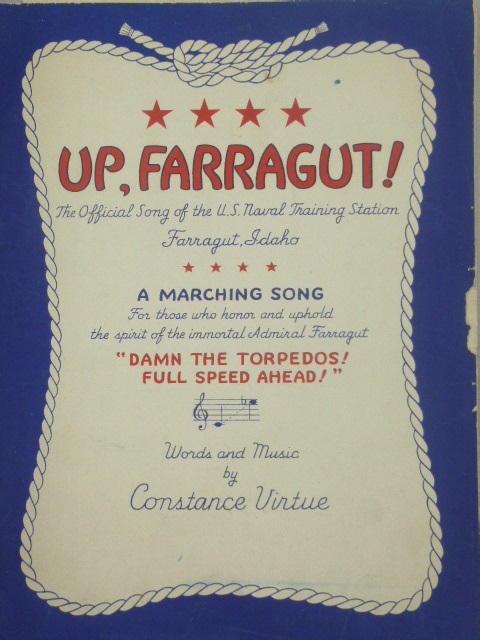 UP, FARRAGUT!
The Official Song of the U.S. Naval Training Station
Farragut, Idaho
A MARCHING SONG
For those who honor and uphold
the spirit of the immortal Admiral Farragut
"DAMN THE TORPEDOS!
FULL SPEED AHEAD!"
Words and Music
by
Constance Virtue